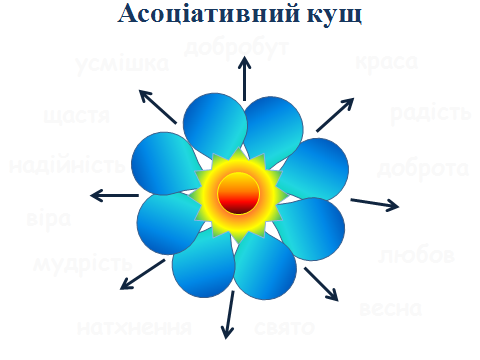 Асоціативний кущ
добробут
усмішка
краса
щастя
радість
надійність
доброта
віра
любов
мудрість
весна
натхнення
свято